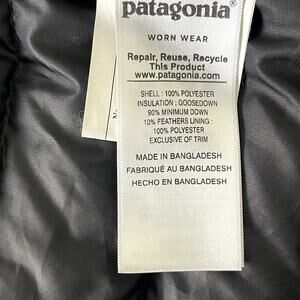 patagonia®
WORN WEAR
Repair, Reuse, Recycle
This Product
www.patagonia.com
SHELL : 100% POLYESTER
INSULATION : GOOSEDOWN
90% MINIMUM DOWN
10% FEATHERS LINING :
100% POLYESTER
EXCLUSIVE OF TRIM
MADE IN BANGLADESH
FABRIQUÉ AU BANGLADESH
HECHO EN BANGLADESH